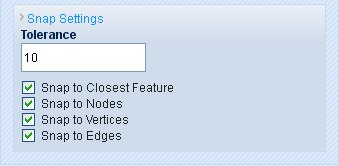 Snap Settings
Tolerance
10
Snap to Closest Feature
Snap to Nodes
Snap to Vertices
Snap to Edges